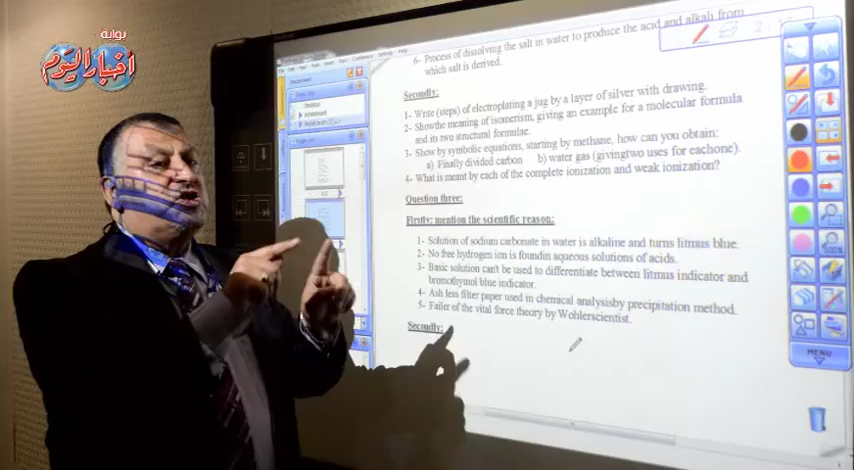 بوابة
أخبار اليوم
6- Process of dissolving the salt in water to produce the acid and alkali from
which salt is derived.
Secondly:
1- Write (steps) of electroplating a jug by a layer of silver with drawing.
2- Showthe meaning of isomerism, giving an example for a molecular formula
and its two structural formulae.
3- Show by symbolic equations, starting by methane, how can you obtain:
a) Finally divided carbon b) water gas (givingtwo uses for eachone).
4- What is meant by each of the complete ionization and weak ionization?
Question three:
Firstly: mention the scientific reason:
1- Solution of sodium carbonate in water is alkaline and turns litmus blue.
2- No free hydrogen ion is foundin aqueous solutions of acids.
3- Basic solution can't be used to differentiate between litmus indicator and
bromothymol blue indicator.
4- Ash less filter paper used in chemical analysisby precipitation method.
5- Failer of the vital force theory by Wohlerscientist.
Secondly:
MENU